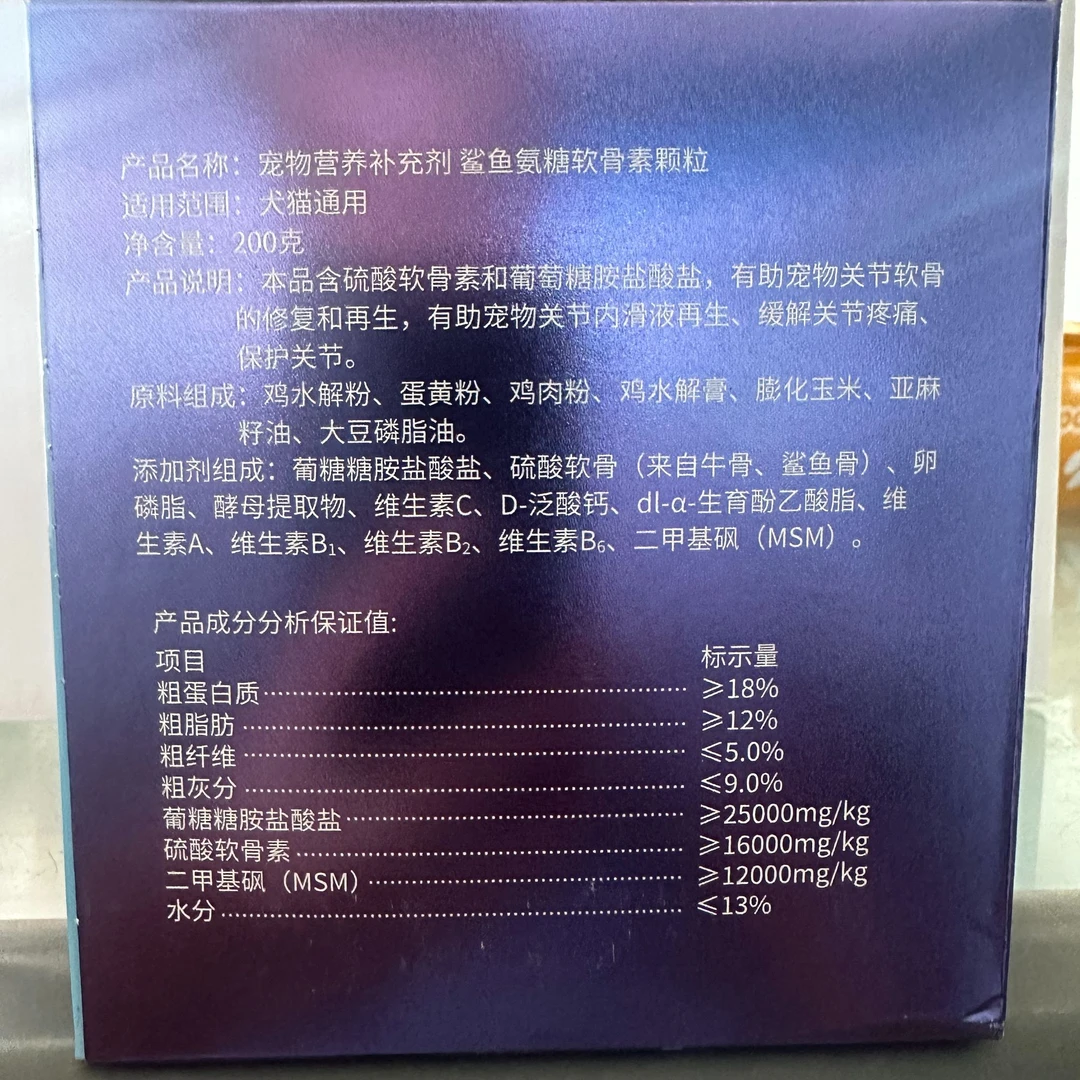 产品名称：宠物营养补充剂 鲨鱼氨糖软骨素颗粒
适用范围：犬猫通用
净含量：200克
产品说明：本品含硫酸软骨素和葡萄糖胺盐酸盐，有助宠物关节软骨
的修复和再生，有助宠物关节内滑液再生、缓解关节疼痛、
保护关节。
原料组成：鸡水解粉、蛋黄粉、鸡肉粉、鸡水解膏、膨化玉米、亚麻
籽油、大豆磷脂油。
添加剂组成：葡糖糖胺盐酸盐、硫酸软骨（来自牛骨、鲨鱼骨）、卵
磷脂、酵母提取物、维生素C、D-泛酸钙、dl-α-生育酚乙酸脂、维
生素A、维生素B₁、维生素B₂、维生素B₆、二甲基砜（MSM）。
产品成分分析保证值:
项目 标示量
粗蛋白质 ≥18%
粗脂肪 ≥12%
粗纤维 ≤5.0%
粗灰分 ≤9.0%
葡糖糖胺盐酸盐 ≥25000mg/kg
硫酸软骨素 ≥16000mg/kg
二甲基砜（MSM） ≥12000mg/kg
水分 ≤13%